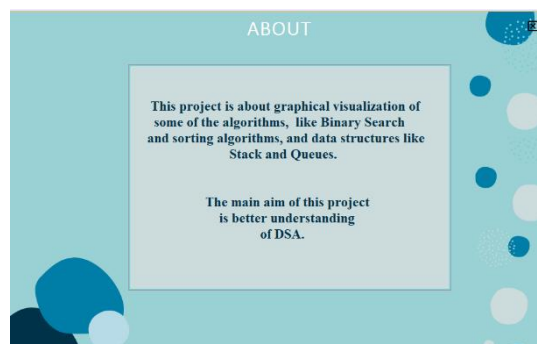 ABOUT
This project is about graphical visualization of
some of the algorithms, like Binary Search
and sorting algorithms, and data structures like
Stack and Queues.
The main aim of this project
is better understanding
of DSA.